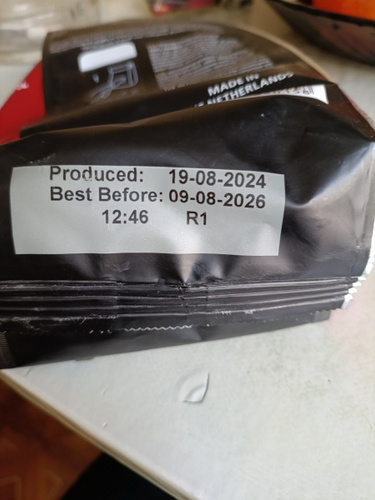 MADE IN
NETHERLANDS
Produced: 19-08-2024
Best Before: 09-08-2026
12:46 R1